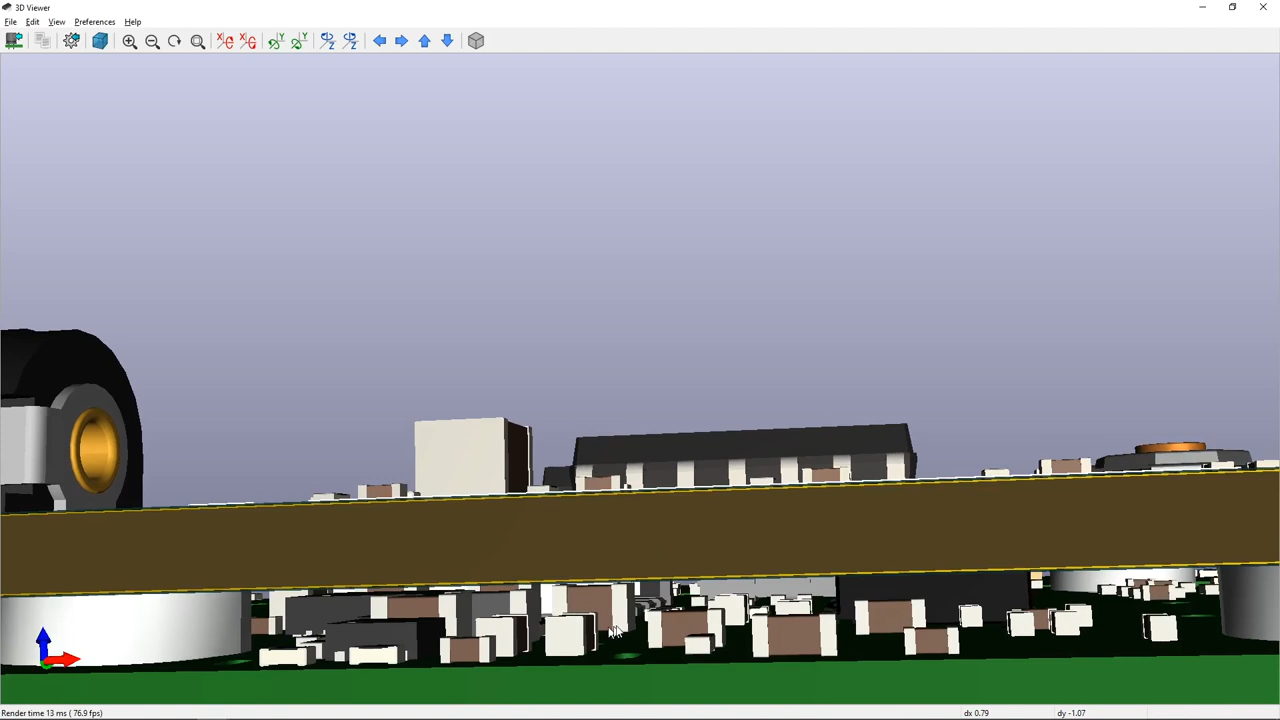 3D Viewer
File Edit View Preferences Help
Render time 13 ms ( 76.9 fps) dx 0.79 dy -1.07